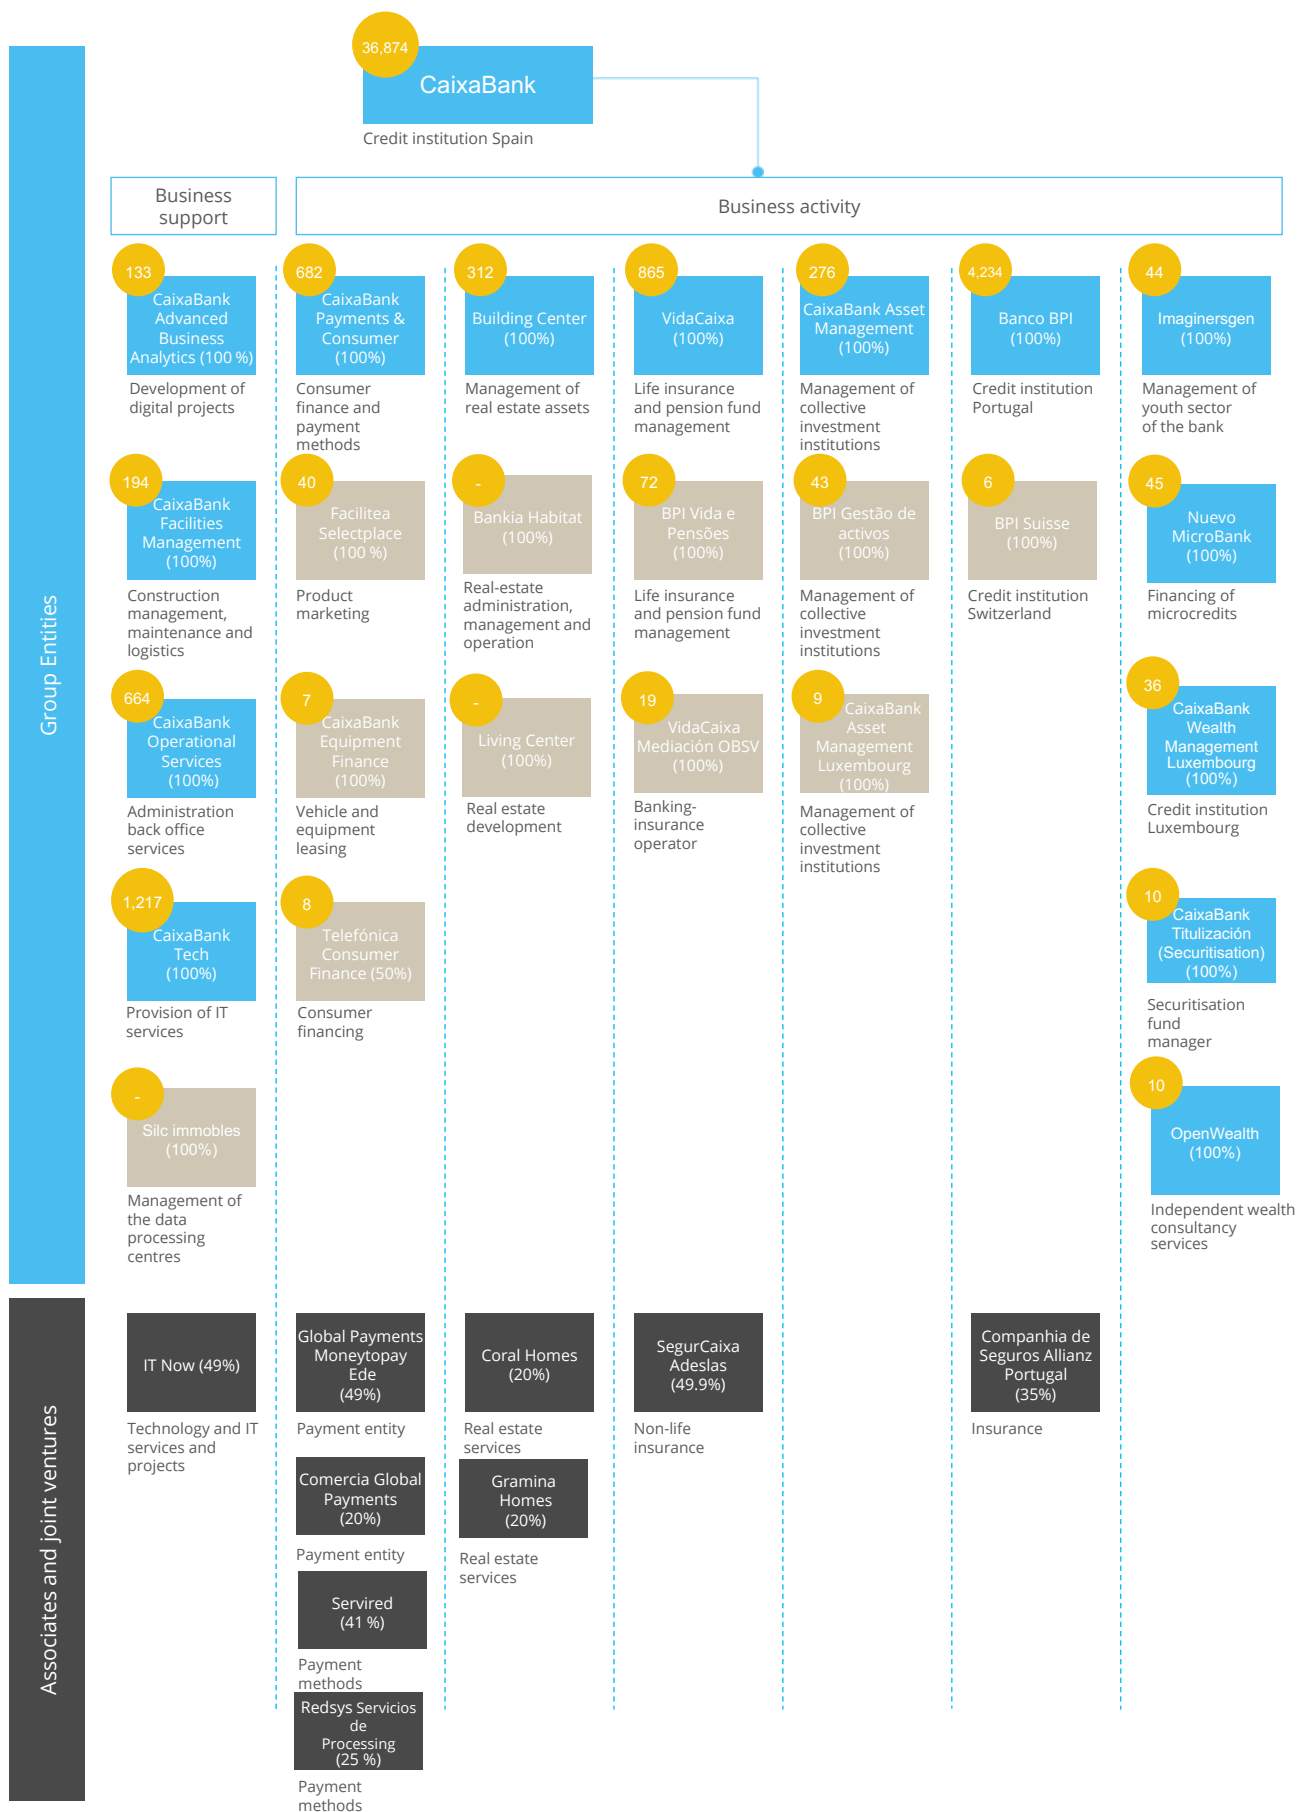 36,874
CaixaBank
Credit institution Spain
Business
support
Business activity
Group Entities
133
CaixaBank
Advanced
Business
Analytics (100 %)
Development of
digital projects
194
CaixaBank
Facilities
Management
(100%)
Construction
management,
maintenance and
logistics
664
CaixaBank
Operational
Services
(100%)
Administration
back office
services
1,217
CaixaBank
Tech
(100%)
Provision of IT
services
-
Silc immobles
(100%)
Management of
the data
processing
centres
682
CaixaBank
Payments &
Consumer
(100%)
Consumer
finance and
payment
methods
40
Facilitea
Selectplace
(100 %)
Product
marketing
7
CaixaBank
Equipment
Finance
(100%)
Vehicle and
equipment
leasing
8
Telefónica
Consumer
Finance (50%)
Consumer
financing
312
Building Center
(100%)
Management of
real estate assets
-
Bankia Habitat
(100%)
Real-estate
administration,
management and
operation
-
Living Center
(100%)
Real estate
development
865
VidaCaixa
(100%)
Life insurance
and pension fund
management
72
BPI Vida e
Pensões
(100%)
Life insurance
and pension fund
management
19
VidaCaixa
Mediación OBSV
(100%)
Banking-
insurance
operator
276
CaixaBank Asset
Management
(100%)
Management of
collective
investment
institutions
43
BPI Gestão de
activos
(100%)
Management of
collective
investment
institutions
9
CaixaBank
Asset
Management
Luxembourg
(100%)
Management of
collective
investment
institutions
4,234
Banco BPI
(100%)
Credit institution
Portugal
6
BPI Suisse
(100%)
Credit institution
Switzerland
44
Imaginersgen
(100%)
Management of
youth sector
of the bank
45
Nuevo
MicroBank
(100%)
Financing of
microcredits
36
CaixaBank
Wealth
Management
Luxembourg
(100%)
Credit institution
Luxembourg
10
CaixaBank
Titulización
(Securitisation)
(100%)
Securitisation
fund
manager
10
OpenWealth
(100%)
Independent wealth
consultancy
services
Associates and joint ventures
IT Now (49%)
Technology and IT
services and
projects
Global Payments
Moneytopay
Ede
(49%)
Payment entity
Comercia Global
Payments
(20%)
Payment entity
Servired
(41 %)
Payment
methods
Redsys Servicios
de
Processing
(25 %)
Payment
methods
Coral Homes
(20%)
Real estate
services
Gramina
Homes
(20%)
Real estate
services
SegurCaixa
Adeslas
(49.9%)
Non-life
insurance
Companhia de
Seguros Allianz
Portugal
(35%)
Insurance